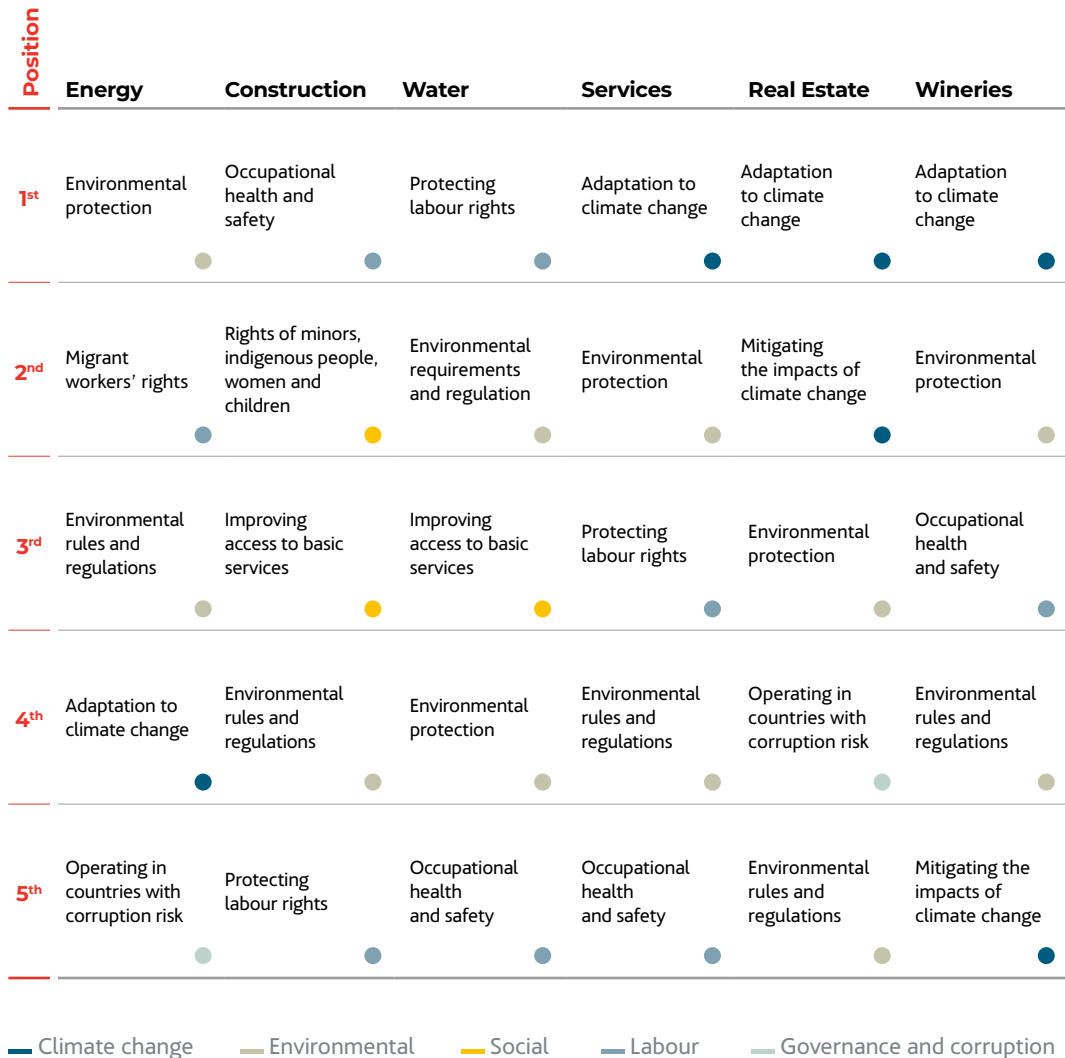 Position
Energy
Construction
Water
Services
Real Estate
Wineries
1st
Environmental
protection
Occupational
health and
safety
Protecting
labour rights
Adaptation to
climate change
Adaptation
to climate
change
Adaptation
to climate
change
2nd
Migrant
workers’ rights
Rights of minors,
indigenous people,
women and
children
Environmental
requirements
and regulation
Environmental
protection
Mitigating
the impacts of
climate change
Environmental
protection
3rd
Environmental
rules and
regulations
Improving
access to basic
services
Improving
access to basic
services
Protecting
labour rights
Environmental
protection
Occupational
health
and safety
4th
Adaptation to
climate change
Environmental
rules and
regulations
Environmental
protection
Environmental
rules and
regulations
Operating in
countries with
corruption risk
Environmental
rules and
regulations
5th
Operating in
countries with
corruption risk
Protecting
labour rights
Occupational
health
and safety
Occupational
health
and safety
Environmental
rules and
regulations
Mitigating the
impacts of
climate change
Climate change
Environmental
Social
Labour
Governance and corruption